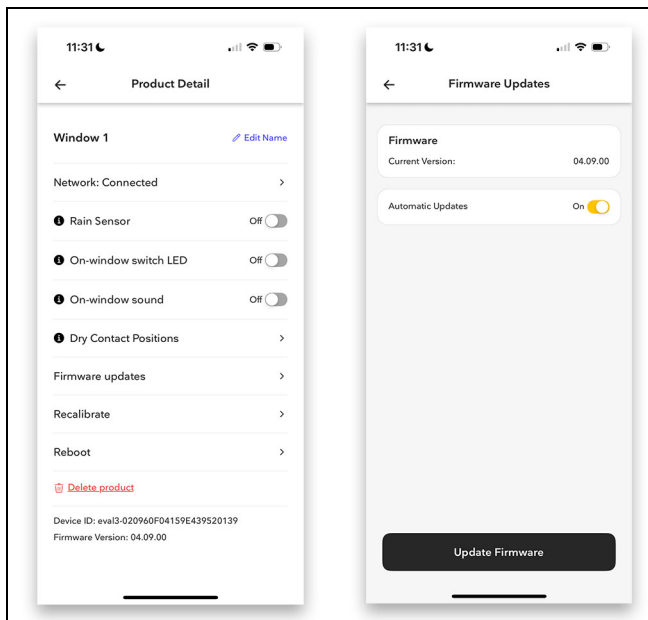 11:31
Product Detail
Window 1
Edit Name
Network: Connected
Rain Sensor Off
On-window switch LED Off
On-window sound Off
Dry Contact Positions
Firmware updates
Recalibrate
Reboot
Delete product
Device ID: eval3-020960F04159E439520139
Firmware Version: 04.09.00
11:31
Firmware Updates
Firmware
Current Version: 04.09.00
Automatic Updates On
Update Firmware